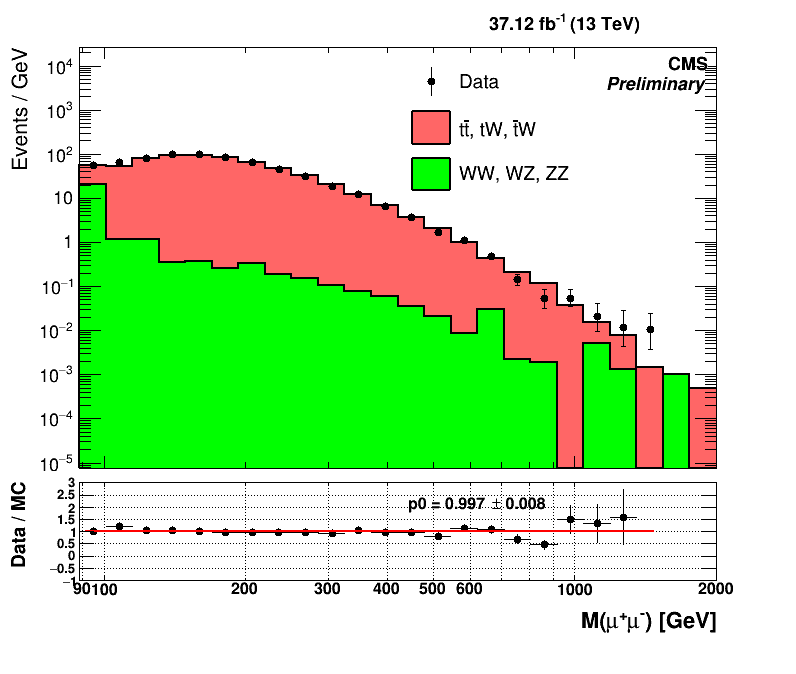 37.12 fb⁻¹ (13 TeV)
CMS
Preliminary
Data
tt̄, tW, t̄W
WW, WZ, ZZ
Events / GeV
10⁴
10³
10²
10
1
10⁻¹
10⁻²
10⁻³
10⁻⁴
10⁻⁵
Data / MC
3
2.5
2
1.5
1
0.5
0
−0.5
−1
p0 = 0.997 ± 0.008
90 100 200 300 400 500 600 1000 2000
M(μ⁺μ⁻) [GeV]